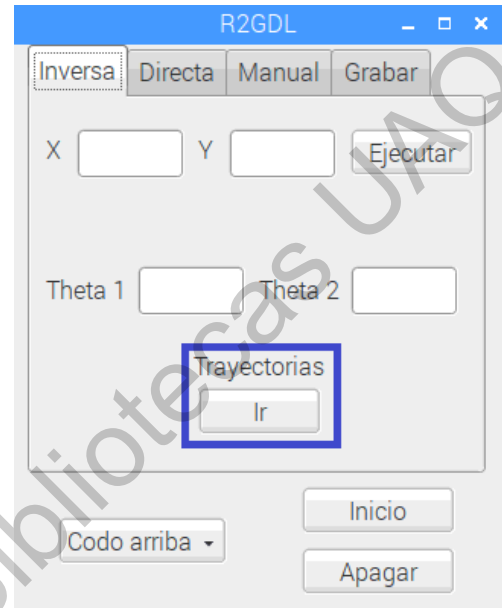 R2GDL
Inversa Directa Manual Grabar
X Y Ejecutar
Theta 1 Theta 2
Trayectorias
Ir
Inicio
Codo arriba
Apagar
Bibliotecas UAQ